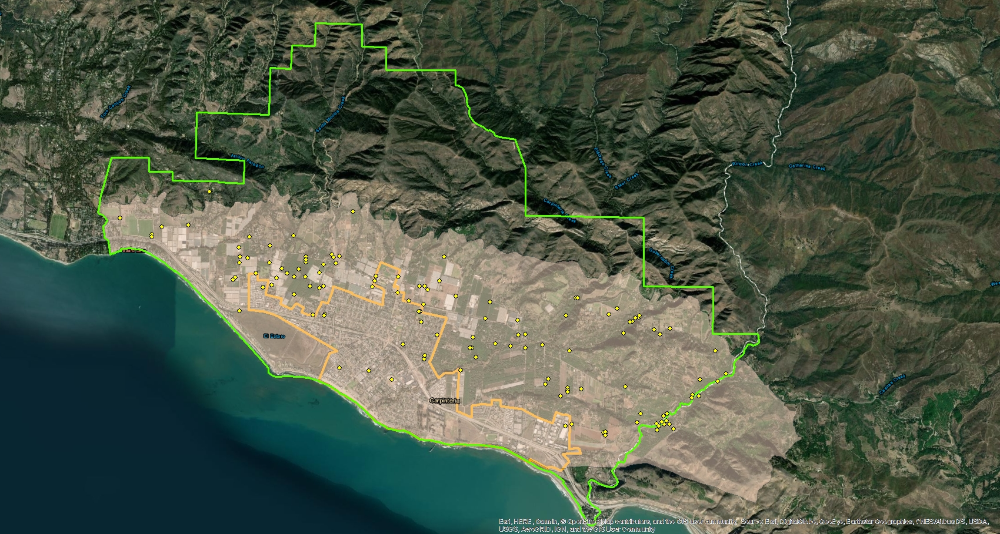 Toro Canyon Creek
Santa Monica Creek
Arroyo Paredon
Eldorado Creek
Steer Creek
Rincon Creek
Catharina Creek
Carpinteria Creek
Gobernador Creek
El Estero
Casitas Creek
Carpinteria
Esri, HERE, Garmin, © OpenStreetMap contributors, and the GIS user community, Source: Esri, DigitalGlobe, GeoEye, Earthstar Geographics, CNES/Airbus DS, USDA,
USGS, AeroGRID, IGN, and the GIS User Community